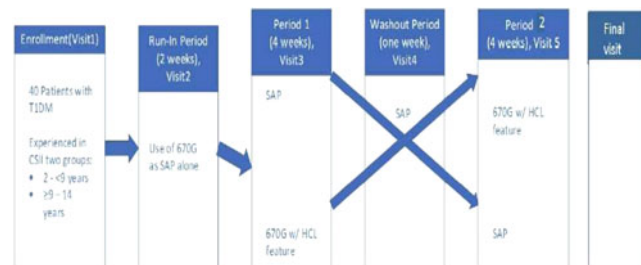 Enrollment(Visit1)
40 Patients with
T1DM
Experienced in
CSII two groups:
• 2 - <9 years
• ≥9 – 14
years
Run-In Period
(2 weeks),
Visit2
Use of 670G
as SAP alone
Period 1
(4 weeks),
Visit3
SAP
670G w/ HCL
feature
Washout Period
(one week),
Visit4
SAP
Period 2
(4 weeks), Visit 5
670G w/ HCL
feature
SAP
Final
visit